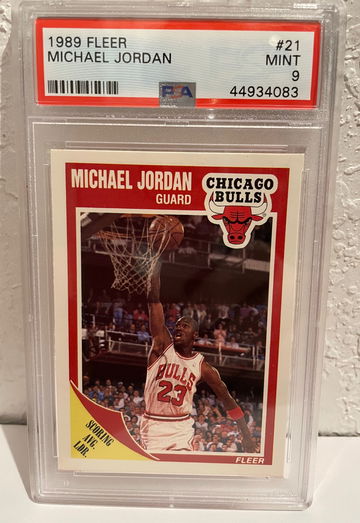 1989 FLEER #21
MICHAEL JORDAN MINT
9
PSA 44934083
MICHAEL JORDAN
GUARD
CHICAGO
BULLS
BULLS
23
SCORING
AVG.
LDR.
FLEER